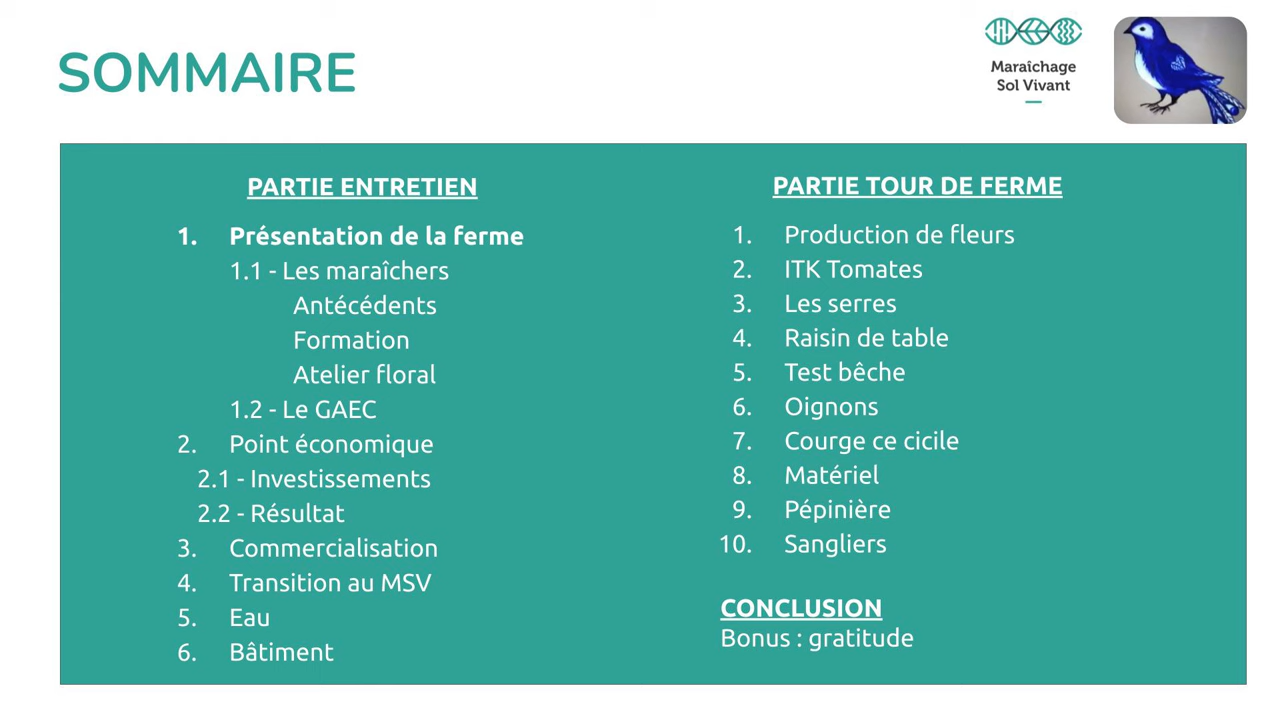 SOMMAIRE
Maraîchage
Sol Vivant
PARTIE ENTRETIEN
1. Présentation de la ferme
1.1 - Les maraîchers
Antécédents
Formation
Atelier floral
1.2 - Le GAEC
2. Point économique
2.1 - Investissements
2.2 - Résultat
3. Commercialisation
4. Transition au MSV
5. Eau
6. Bâtiment
PARTIE TOUR DE FERME
1. Production de fleurs
2. ITK Tomates
3. Les serres
4. Raisin de table
5. Test bêche
6. Oignons
7. Courge ce cicile
8. Matériel
9. Pépinière
10. Sangliers
CONCLUSION
Bonus : gratitude